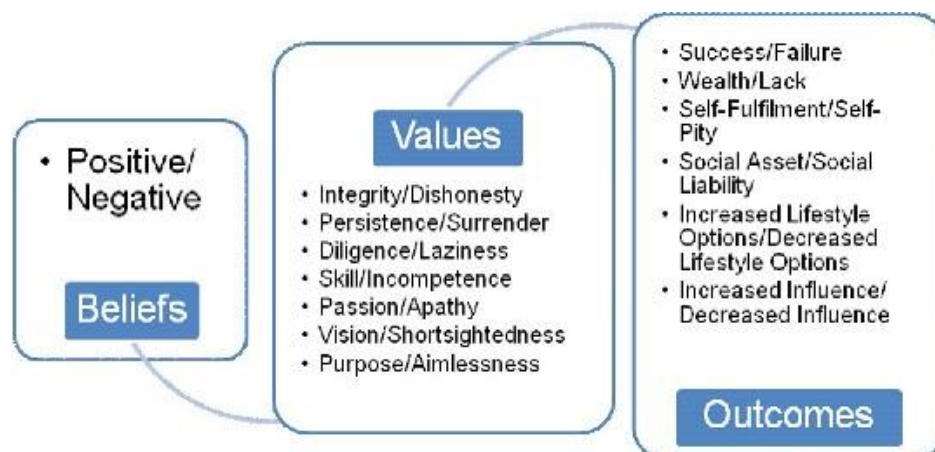 • Positive/
Negative
Beliefs
Values
• Integrity/Dishonesty
• Persistence/Surrender
• Diligence/Laziness
• Skill/Incompetence
• Passion/Apathy
• Vision/Shortsightedness
• Purpose/Aimlessness
• Success/Failure
• Wealth/Lack
• Self-Fulfilment/Self-
Pity
• Social Asset/Social
Liability
• Increased Lifestyle
Options/Decreased
Lifestyle Options
• Increased Influence/
Decreased Influence
Outcomes